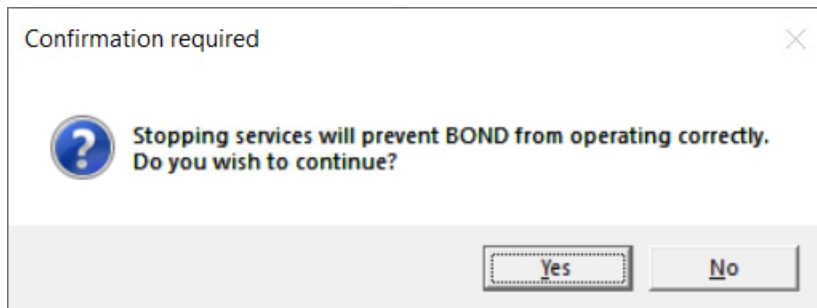 Confirmation required
Stopping services will prevent BOND from operating correctly.
Do you wish to continue?
Yes
No